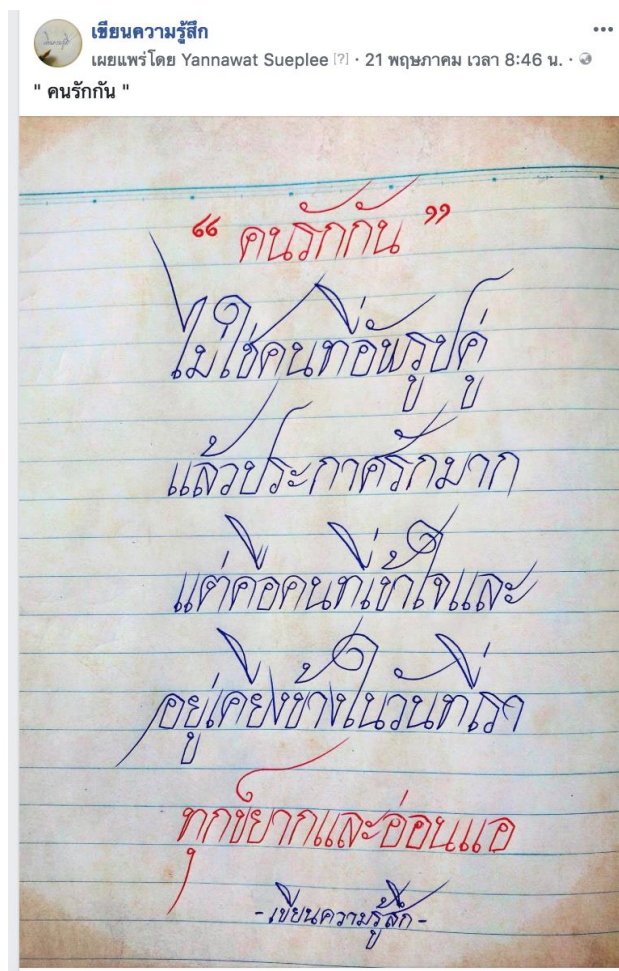 เขียนความรู้สึก
เผยแพร่โดย Yannawat Sueplee [?] · 21 พฤษภาคม เวลา 8:46 น. ·
" คนรักกัน "
“ คนรักกัน ”
ไม่ใช่คนที่อัพรูปคู่
แล้วประกาศรักมาก
แต่คือคนที่เข้าใจและ
อยู่เคียงข้างในวันที่เรา
ทุกข์ยากและอ่อนแอ
-เขียนความรู้สึก-